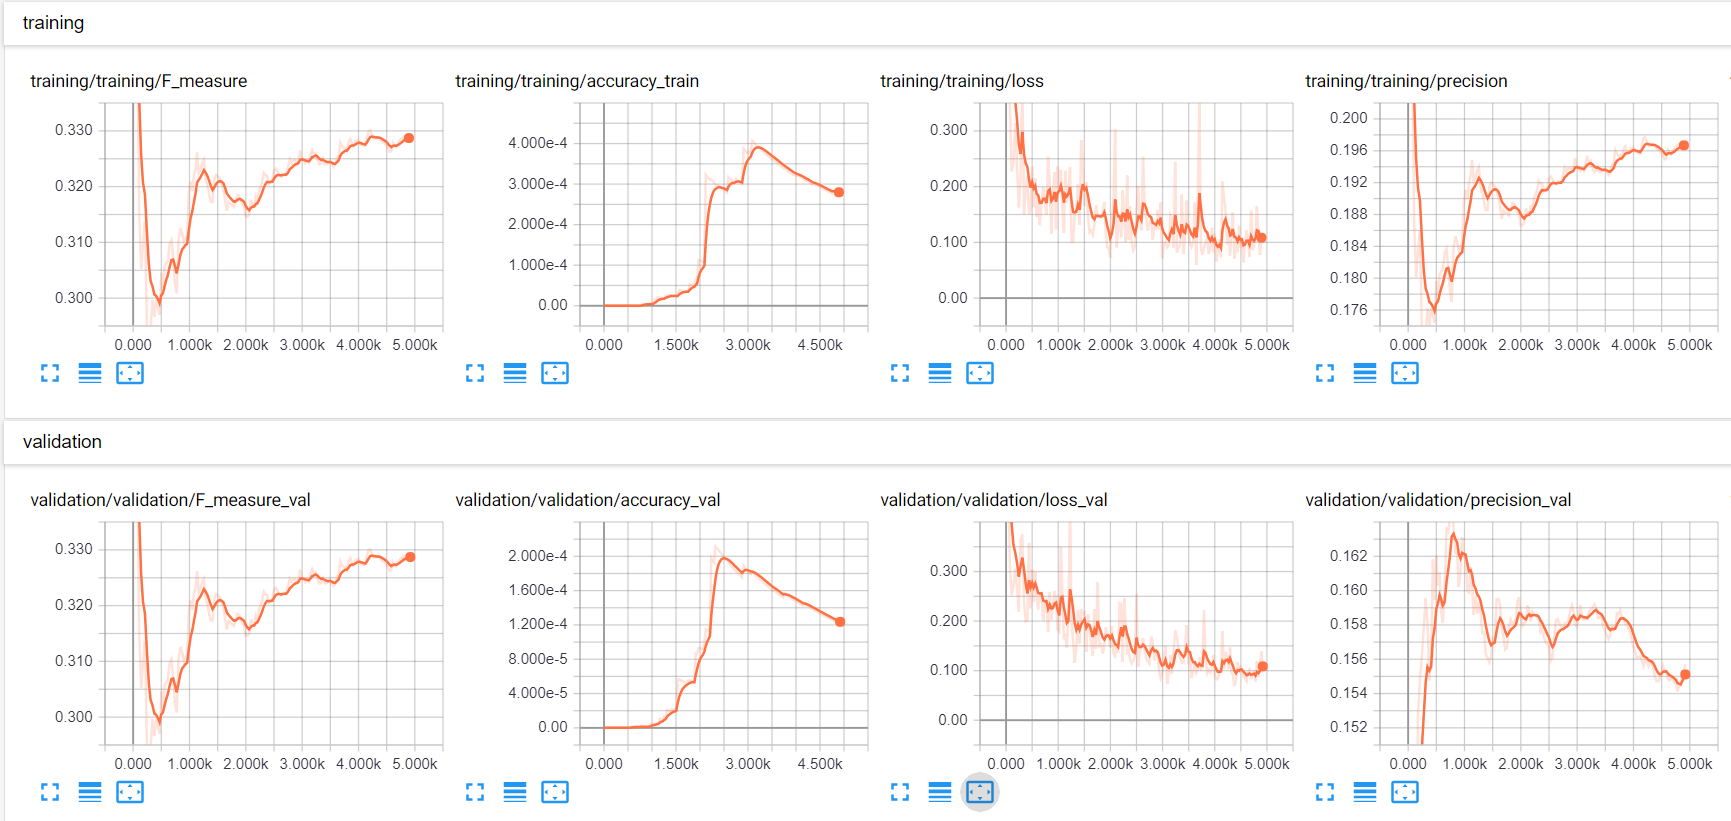 training
training/training/F_measure
0.330
0.320
0.310
0.300
0.000 1.000k 2.000k 3.000k 4.000k 5.000k
training/training/accuracy_train
4.000e-4
3.000e-4
2.000e-4
1.000e-4
0.00
0.000 1.500k 3.000k 4.500k
training/training/loss
0.300
0.200
0.100
0.00
0.000 1.000k 2.000k 3.000k 4.000k 5.000k
training/training/precision
0.200
0.196
0.192
0.188
0.184
0.180
0.176
0.000 1.000k 2.000k 3.000k 4.000k 5.000k
validation
validation/validation/F_measure_val
0.330
0.320
0.310
0.300
0.000 1.000k 2.000k 3.000k 4.000k 5.000k
validation/validation/accuracy_val
2.000e-4
1.600e-4
1.200e-4
8.000e-5
4.000e-5
0.00
0.000 1.500k 3.000k 4.500k
validation/validation/loss_val
0.300
0.200
0.100
0.00
0.000 1.000k 2.000k 3.000k 4.000k 5.000k
validation/validation/precision_val
0.162
0.160
0.158
0.156
0.154
0.152
0.000 1.000k 2.000k 3.000k 4.000k 5.000k